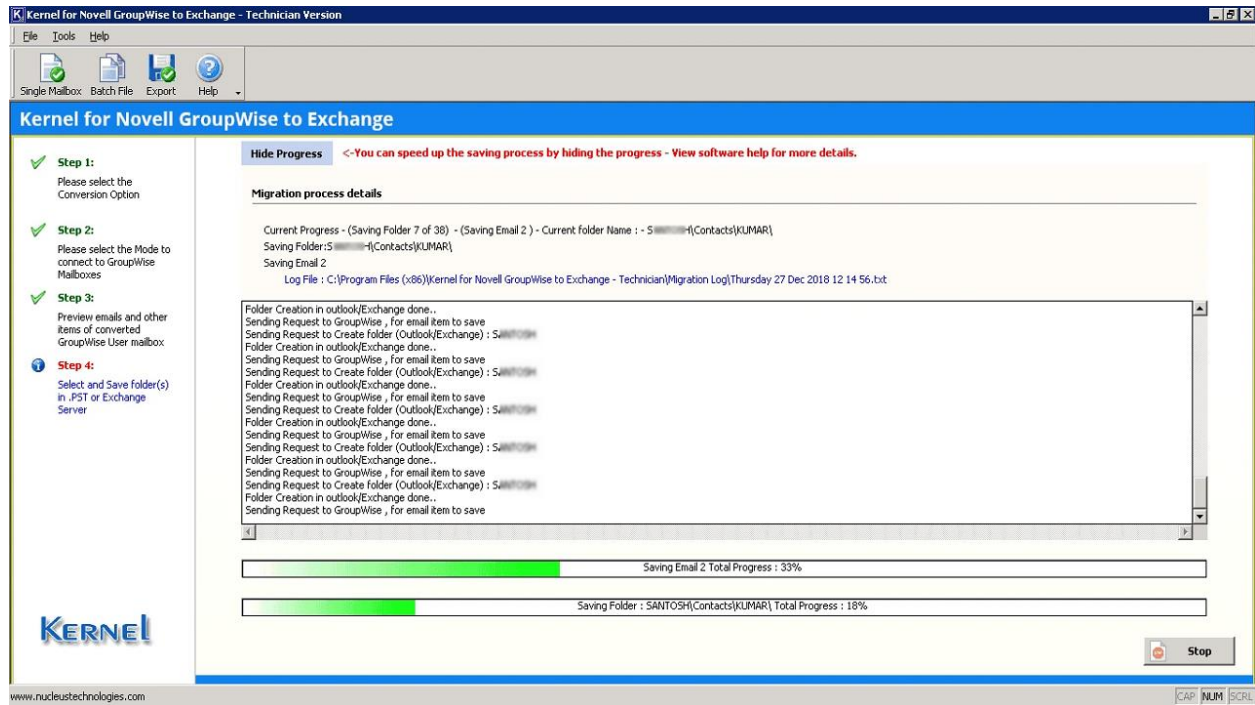 Kernel for Novell GroupWise to Exchange - Technician Version
File Tools Help
Single Mailbox Batch File Export Help
Kernel for Novell GroupWise to Exchange
Step 1:
Please select the
Conversion Option
Step 2:
Please select the Mode to
connect to GroupWise
Mailboxes
Step 3:
Preview emails and other
items of converted
GroupWise User mailbox
Step 4:
Select and Save folder(s)
in .PST or Exchange
Server
KERNEL
Hide Progress <-You can speed up the saving process by hiding the progress - View software help for more details.
Migration process details
Current Progress - (Saving Folder 7 of 38) - (Saving Email 2 ) - Current folder Name : - \Contacts\KUMAR\
Saving Folder: \Contacts\KUMAR\
Saving Email 2
Log File : C:\Program Files (x86)\Kernel for Novell GroupWise to Exchange - Technician\Migration Log\Thursday 27 Dec 2018 12 14 56.txt
Folder Creation in outlook/Exchange done..
Sending Request to GroupWise , for email item to save
Sending Request to Create folder (Outlook/Exchange) :
Folder Creation in outlook/Exchange done..
Sending Request to GroupWise , for email item to save
Sending Request to Create folder (Outlook/Exchange) :
Folder Creation in outlook/Exchange done..
Sending Request to GroupWise , for email item to save
Sending Request to Create folder (Outlook/Exchange) :
Folder Creation in outlook/Exchange done..
Sending Request to GroupWise , for email item to save
Sending Request to Create folder (Outlook/Exchange) :
Folder Creation in outlook/Exchange done..
Sending Request to GroupWise , for email item to save
Sending Request to Create folder (Outlook/Exchange) :
Folder Creation in outlook/Exchange done..
Sending Request to GroupWise , for email item to save
Saving Email 2 Total Progress : 33%
Saving Folder : SANTOSH\Contacts\KUMAR\ Total Progress : 18%
Stop
www.nucleustechnologies.com
CAP NUM SCRL